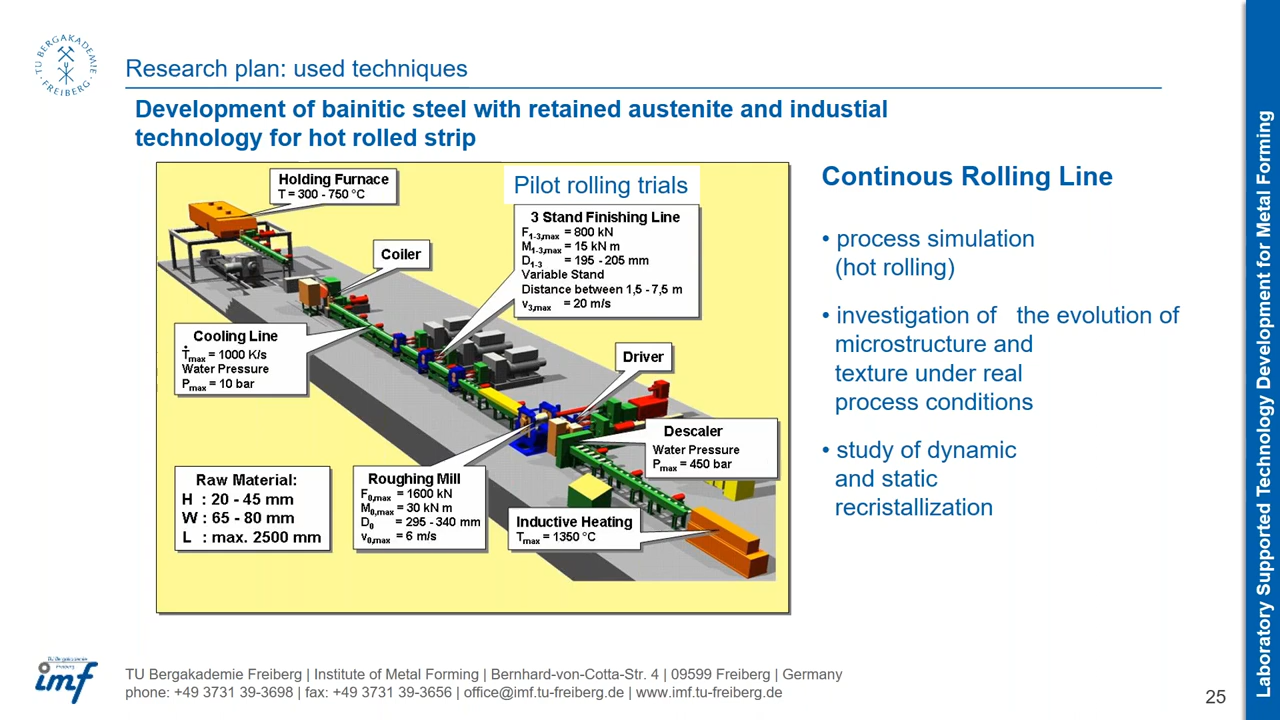 TU BERGAKADEMIE FREIBERG
Research plan: used techniques
Development of bainitic steel with retained austenite and industial
technology for hot rolled strip
Holding Furnace
T = 300 - 750 °C
Pilot rolling trials
3 Stand Finishing Line
F1-3,max = 800 kN
M1-3,max = 15 kN m
D1-3 = 195 - 205 mm
Variable Stand
Distance between 1,5 - 7,5 m
v3,max = 20 m/s
Coiler
Cooling Line
Ṫmax = 1000 K/s
Water Pressure
Pmax = 10 bar
Driver
Descaler
Water Pressure
Pmax = 450 bar
Raw Material:
H : 20 - 45 mm
W : 65 - 80 mm
L : max. 2500 mm
Roughing Mill
F0,max = 1600 kN
M0,max = 30 kN m
D0 = 295 - 340 mm
v0,max = 6 m/s
Inductive Heating
Tmax = 1350 °C
Continous Rolling Line
• process simulation
(hot rolling)
• investigation of the evolution of
microstructure and
texture under real
process conditions
• study of dynamic
and static
recristallization
Laboratory Supported Technology Development for Metal Forming
imf
TU Bergakademie Freiberg | Institute of Metal Forming | Bernhard-von-Cotta-Str. 4 | 09599 Freiberg | Germany
phone: +49 3731 39-3698 | fax: +49 3731 39-3656 | office@imf.tu-freiberg.de | www.imf.tu-freiberg.de
25